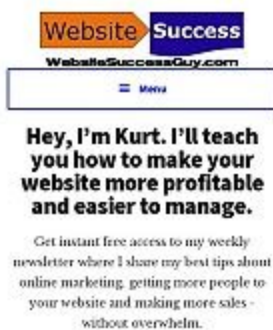 Website Success
WebsiteSuccessGuy.com
Menu
Hey, I'm Kurt. I'll teach
you how to make your
website more profitable
and easier to manage.
Get instant free access to my weekly
newsletter where I share my best tips about
online marketing, getting more people to
your website and making more sales -
without overwhelm.